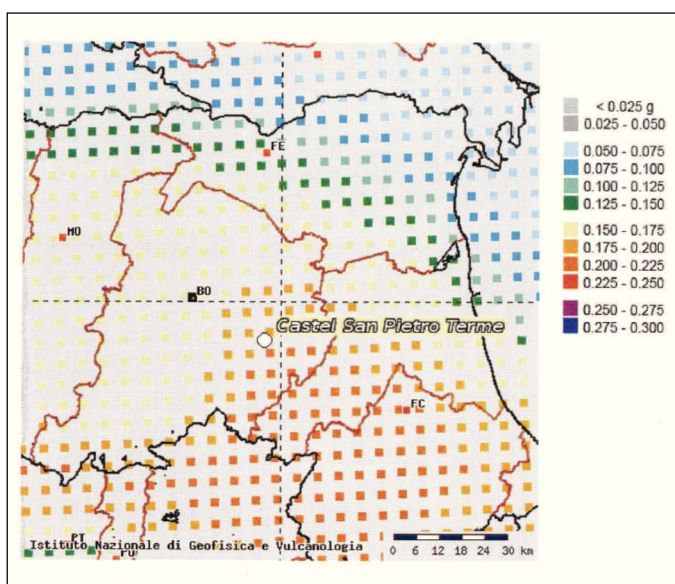 FE
MO
BO
Castel San Pietro Terme
FC
PT
Istituto Nazionale di Geofisica e Vulcanologia
0 6 12 18 24 30 km
< 0.025 g
0.025 - 0.050
0.050 - 0.075
0.075 - 0.100
0.100 - 0.125
0.125 - 0.150
0.150 - 0.175
0.175 - 0.200
0.200 - 0.225
0.225 - 0.250
0.250 - 0.275
0.275 - 0.300